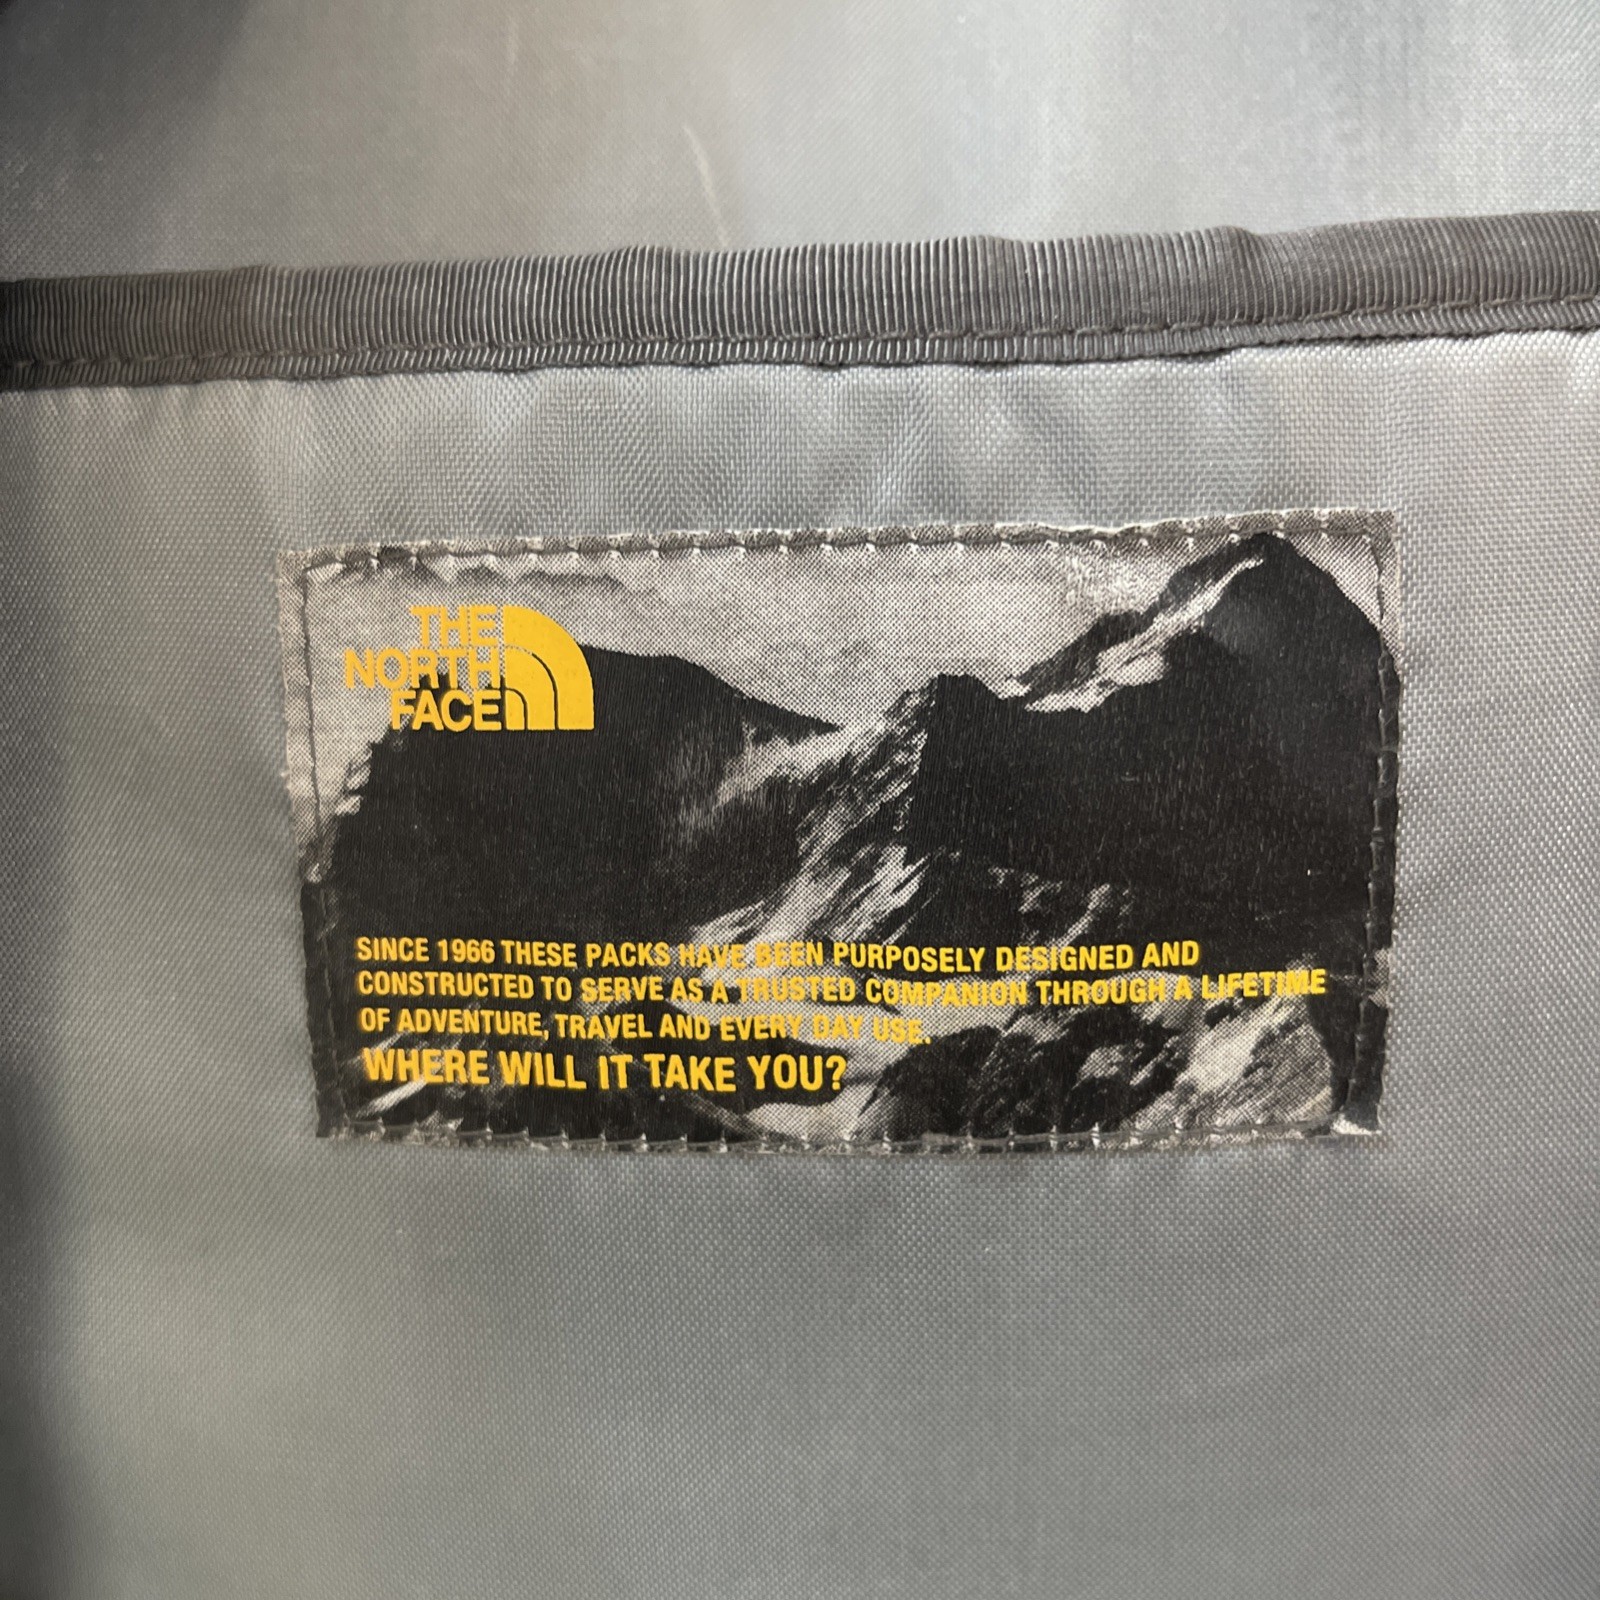 THE
NORTH
FACE
SINCE 1966 THESE PACKS HAVE BEEN PURPOSELY DESIGNED AND
CONSTRUCTED TO SERVE AS A TRUSTED COMPANION THROUGH A LIFETIME
OF ADVENTURE, TRAVEL AND EVERY DAY USE.
WHERE WILL IT TAKE YOU?